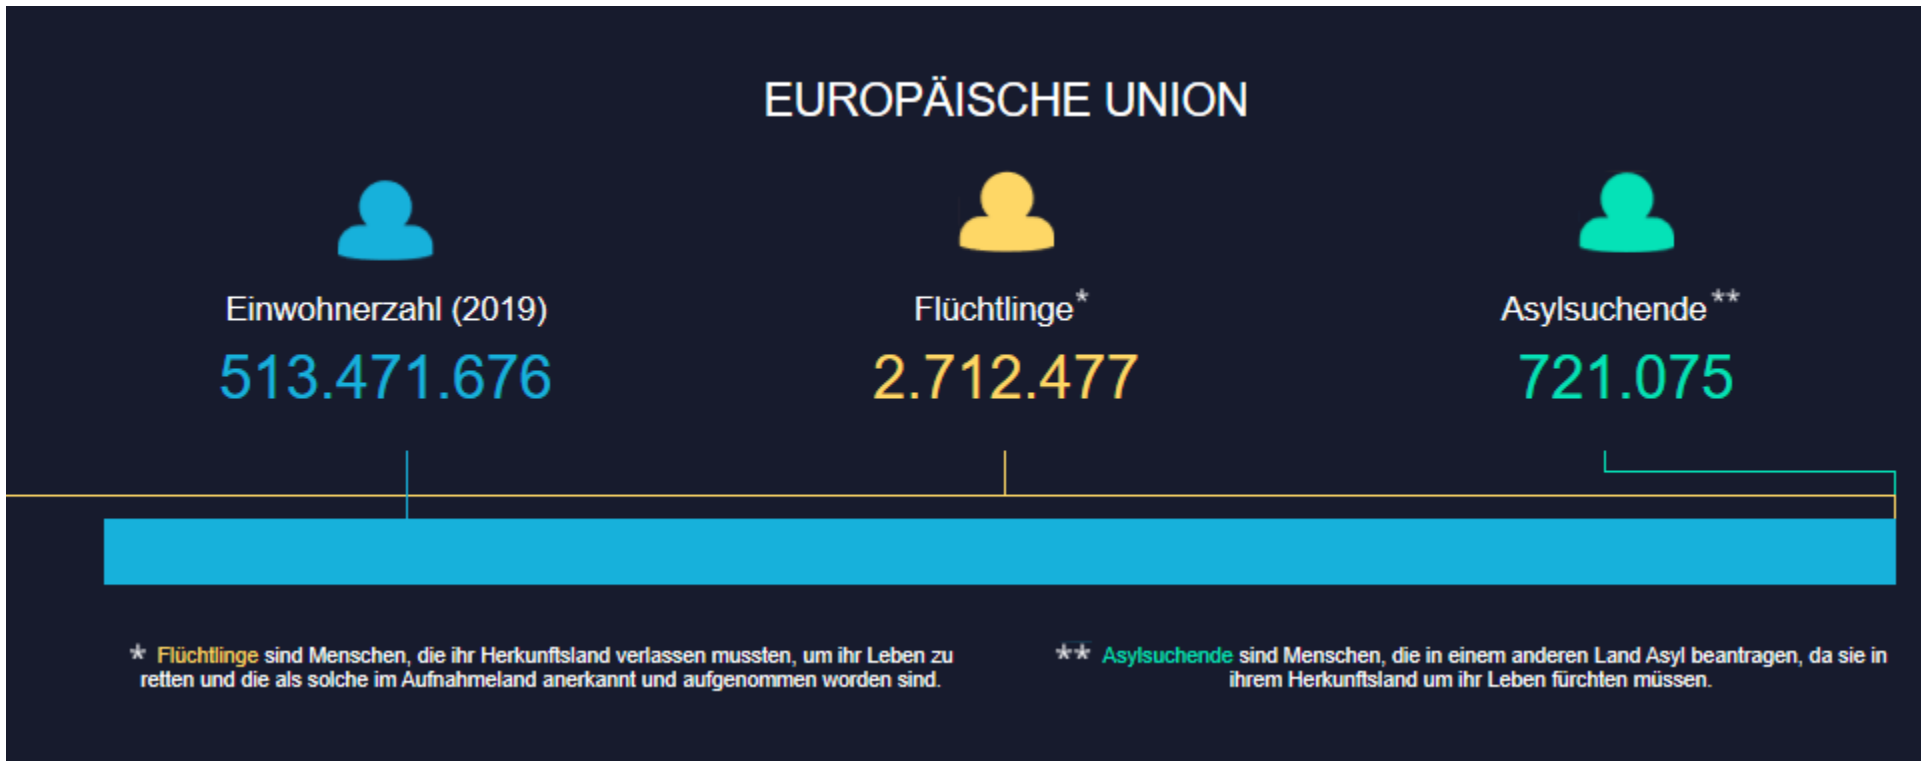 EUROPÄISCHE UNION
Einwohnerzahl (2019)
513.471.676
Flüchtlinge*
2.712.477
Asylsuchende**
721.075
* Flüchtlinge sind Menschen, die ihr Herkunftsland verlassen mussten, um ihr Leben zu
retten und die als solche im Aufnahmeland anerkannt und aufgenommen worden sind.
** Asylsuchende sind Menschen, die in einem anderen Land Asyl beantragen, da sie in
ihrem Herkunftsland um ihr Leben fürchten müssen.